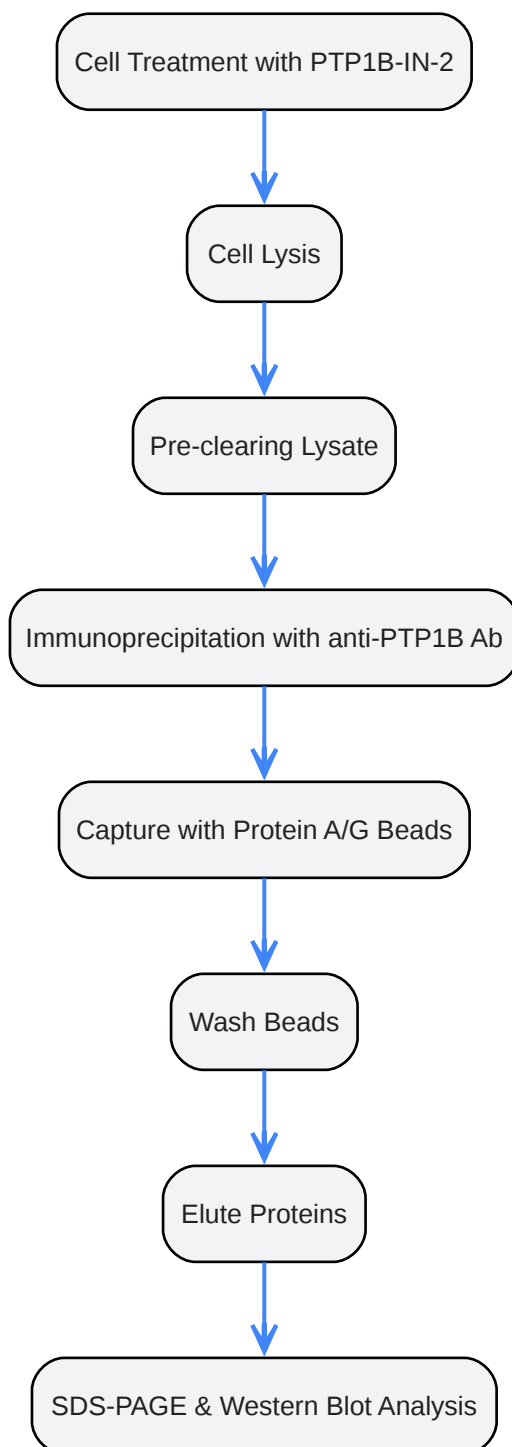 Cell Treatment with PTP1B-IN-2
Cell Lysis
Pre-clearing Lysate
Immunoprecipitation with anti-PTP1B Ab
Capture with Protein A/G Beads
Wash Beads
Elute Proteins
SDS-PAGE & Western Blot Analysis